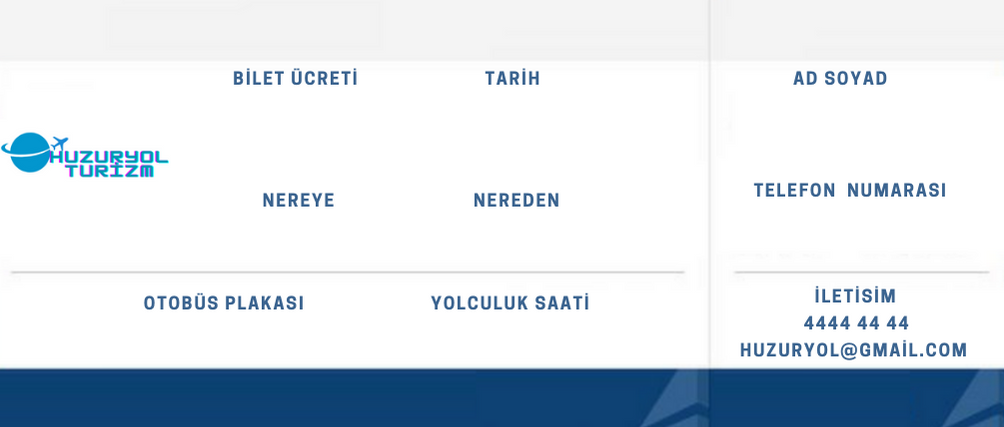 BİLET ÜCRETİ
TARİH
AD SOYAD
HUZURYOL
TURİZM
TELEFON NUMARASI
NEREYE
NEREDEN
OTOBÜS PLAKASI
YOLCULUK SAATİ
İLETİSİM
4444 44 44
HUZURYOL@GMAİL.COM